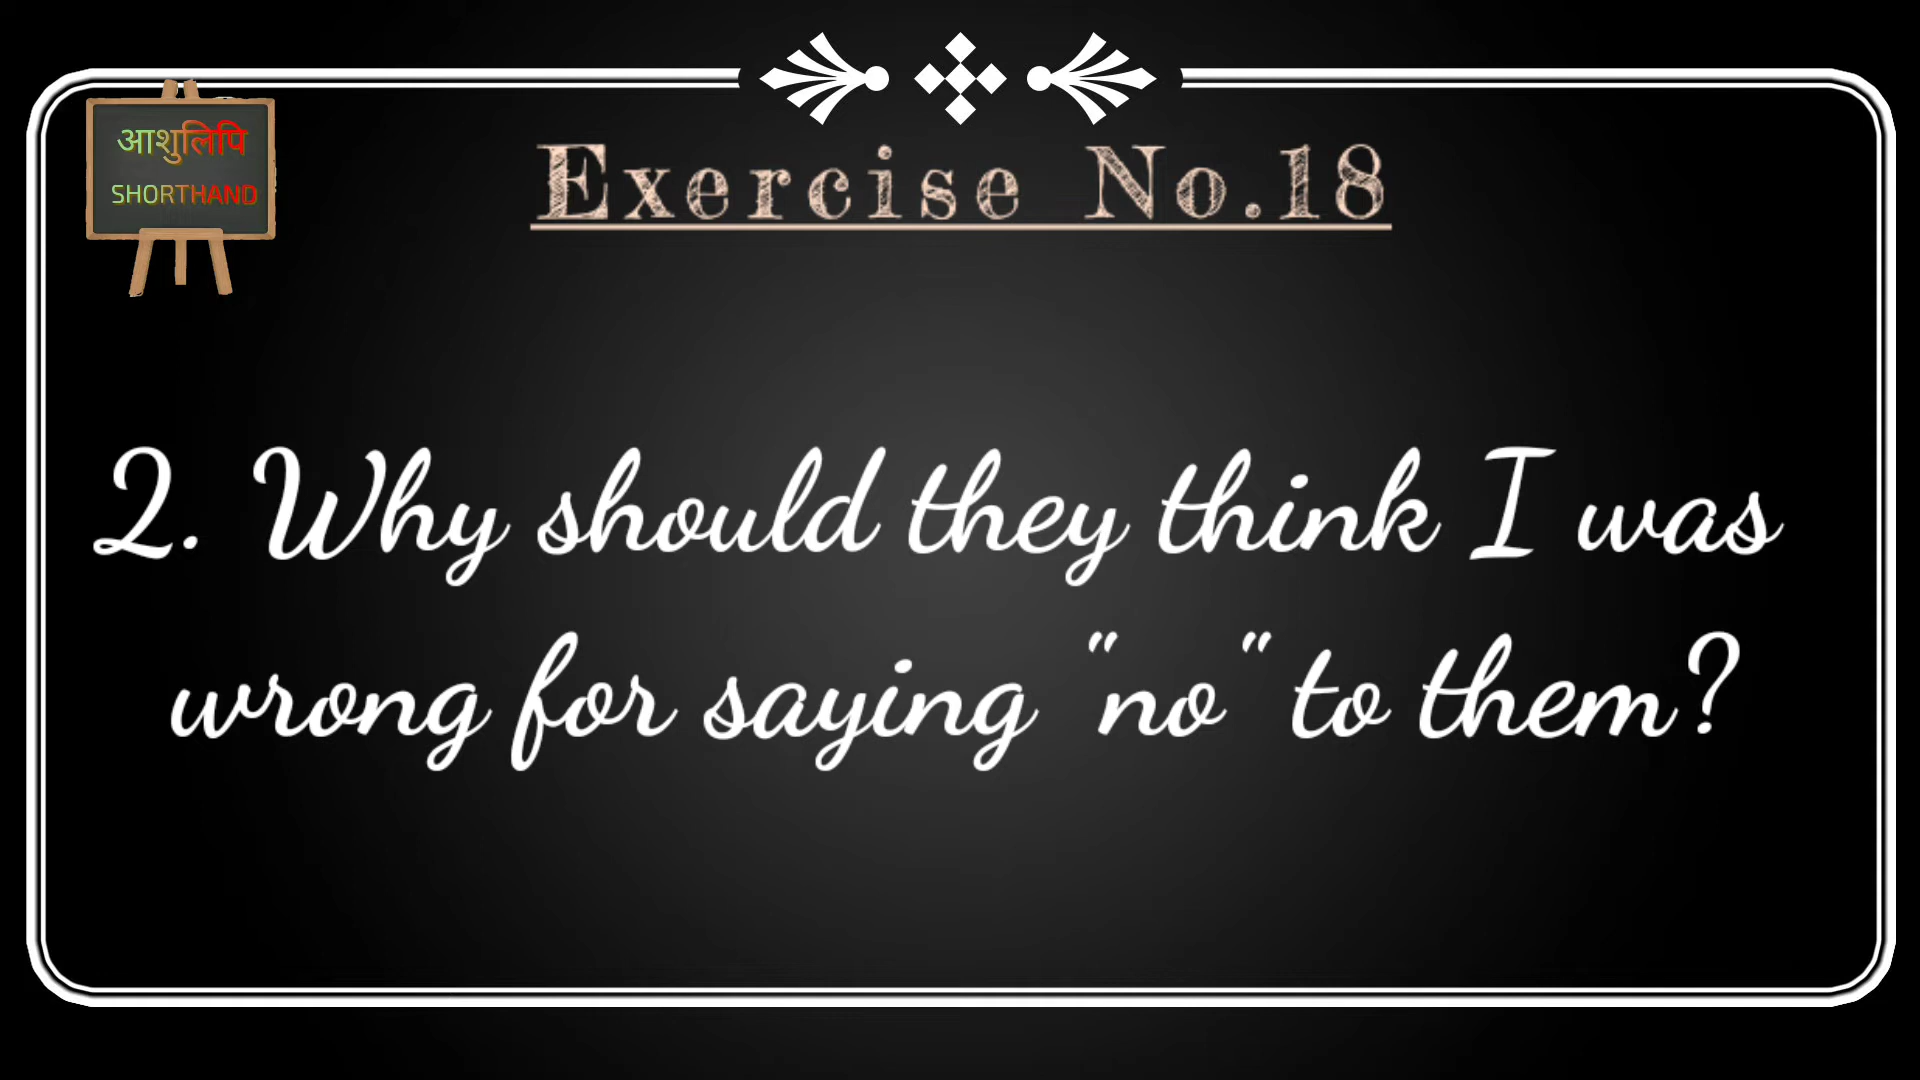 आशुलिपि
SHORTHAND
Exercise No.18
2. Why should they think I was
wrong for saying “no” to them?